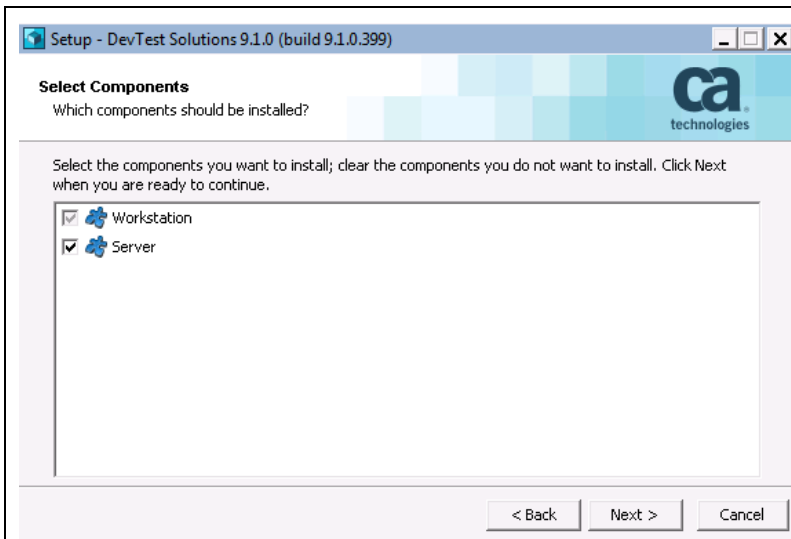 Setup - DevTest Solutions 9.1.0 (build 9.1.0.399)
Select Components
Which components should be installed?
ca
technologies
Select the components you want to install; clear the components you do not want to install. Click Next
when you are ready to continue.
Workstation
Server
< Back Next > Cancel